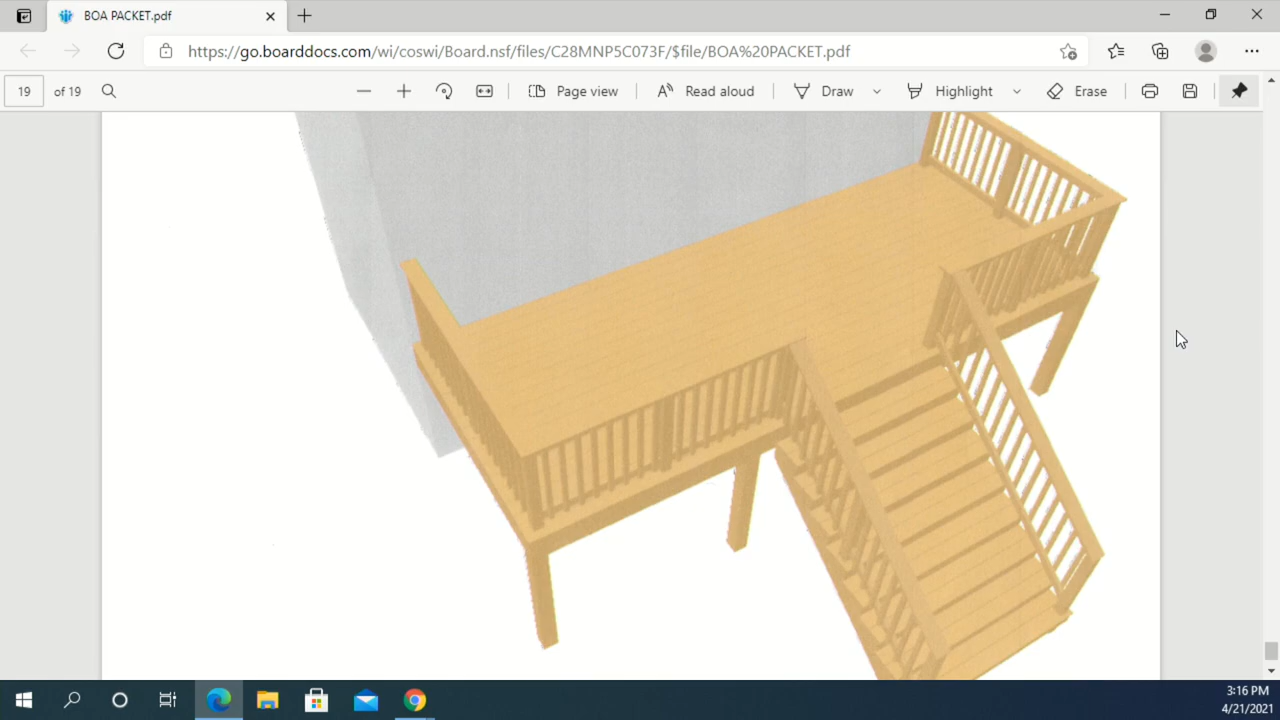 BOA PACKET.pdf
https://go.boarddocs.com/wi/coswi/Board.nsf/files/C28MNP5C073F/$file/BOA%20PACKET.pdf
19 of 19 Page view Read aloud Draw Highlight Erase
3:16 PM
4/21/2021